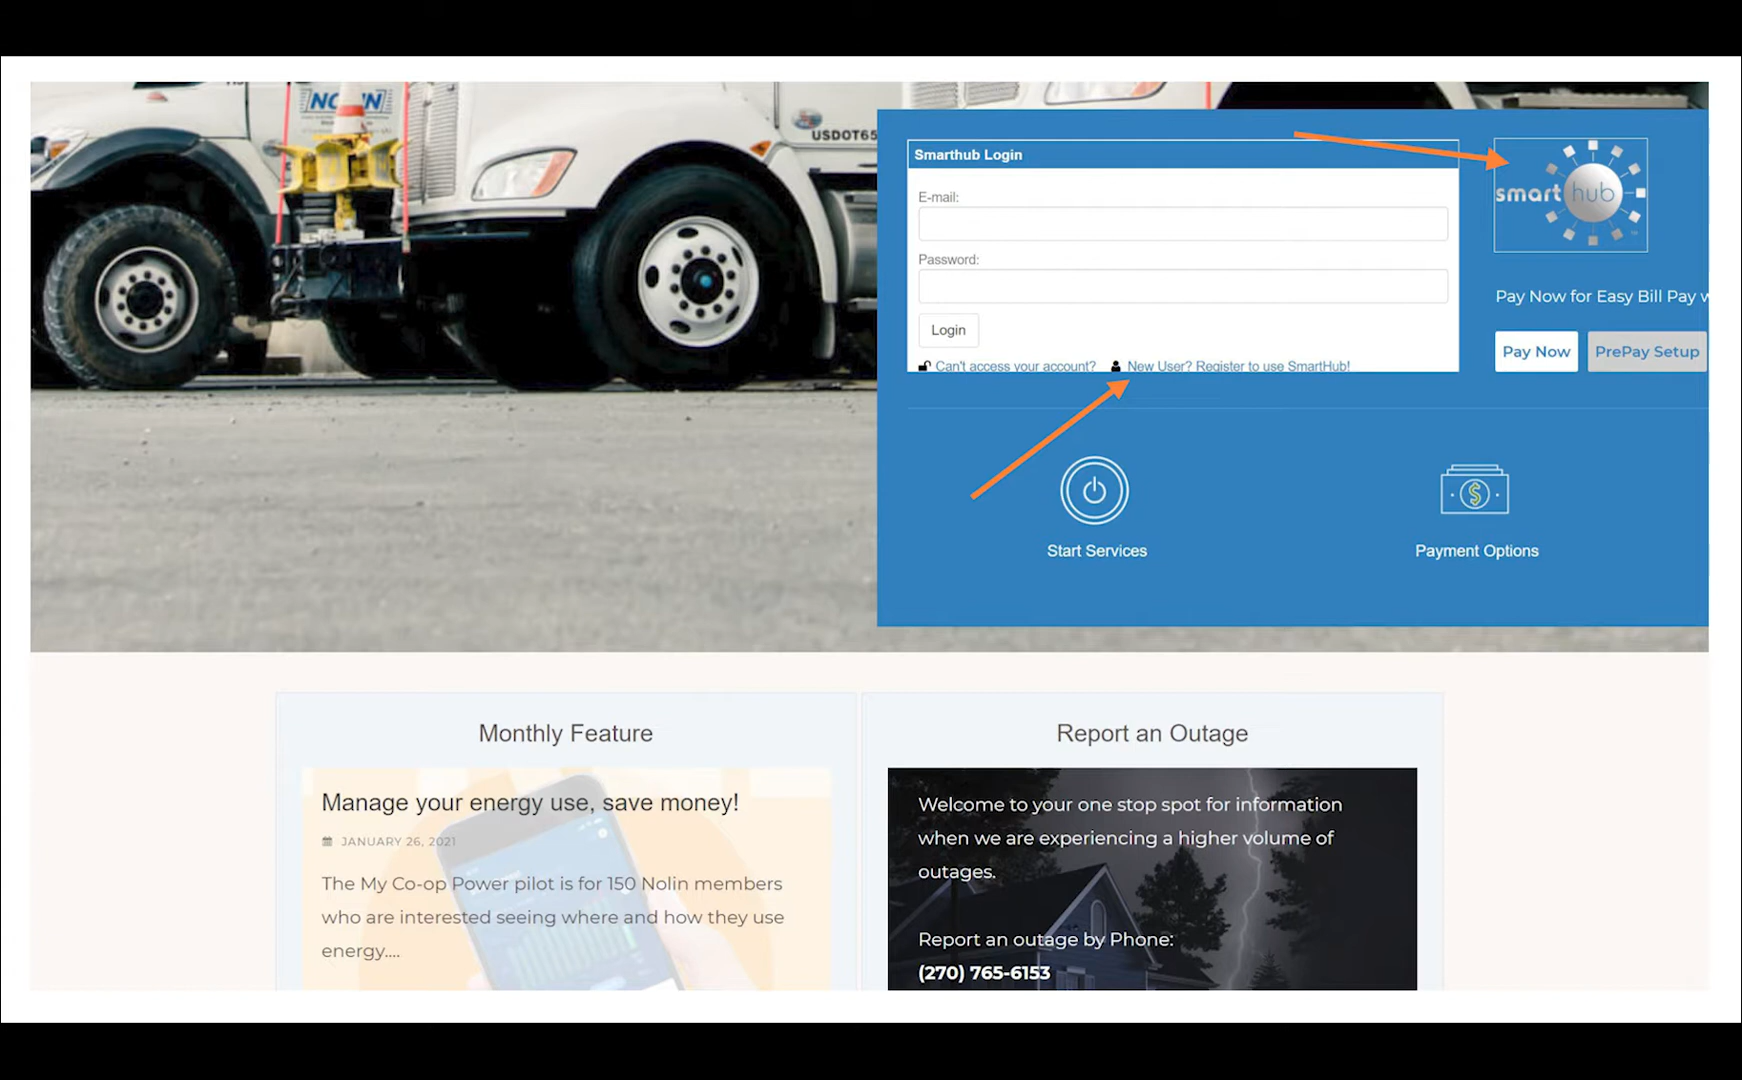 NOLIN
USDOT65
Smarthub Login
E-mail:
Password:
Login
Can't access your account?
New User? Register to use SmartHub!
smart hub
Pay Now for Easy Bill Pay
Pay Now
PrePay Setup
Start Services
Payment Options
Monthly Feature
Manage your energy use, save money!
JANUARY 26, 2021
The My Co-op Power pilot is for 150 Nolin members
who are interested seeing where and how they use
energy....
Report an Outage
Welcome to your one stop spot for information
when we are experiencing a higher volume of
outages.
Report an outage by Phone:
(270) 765-6153